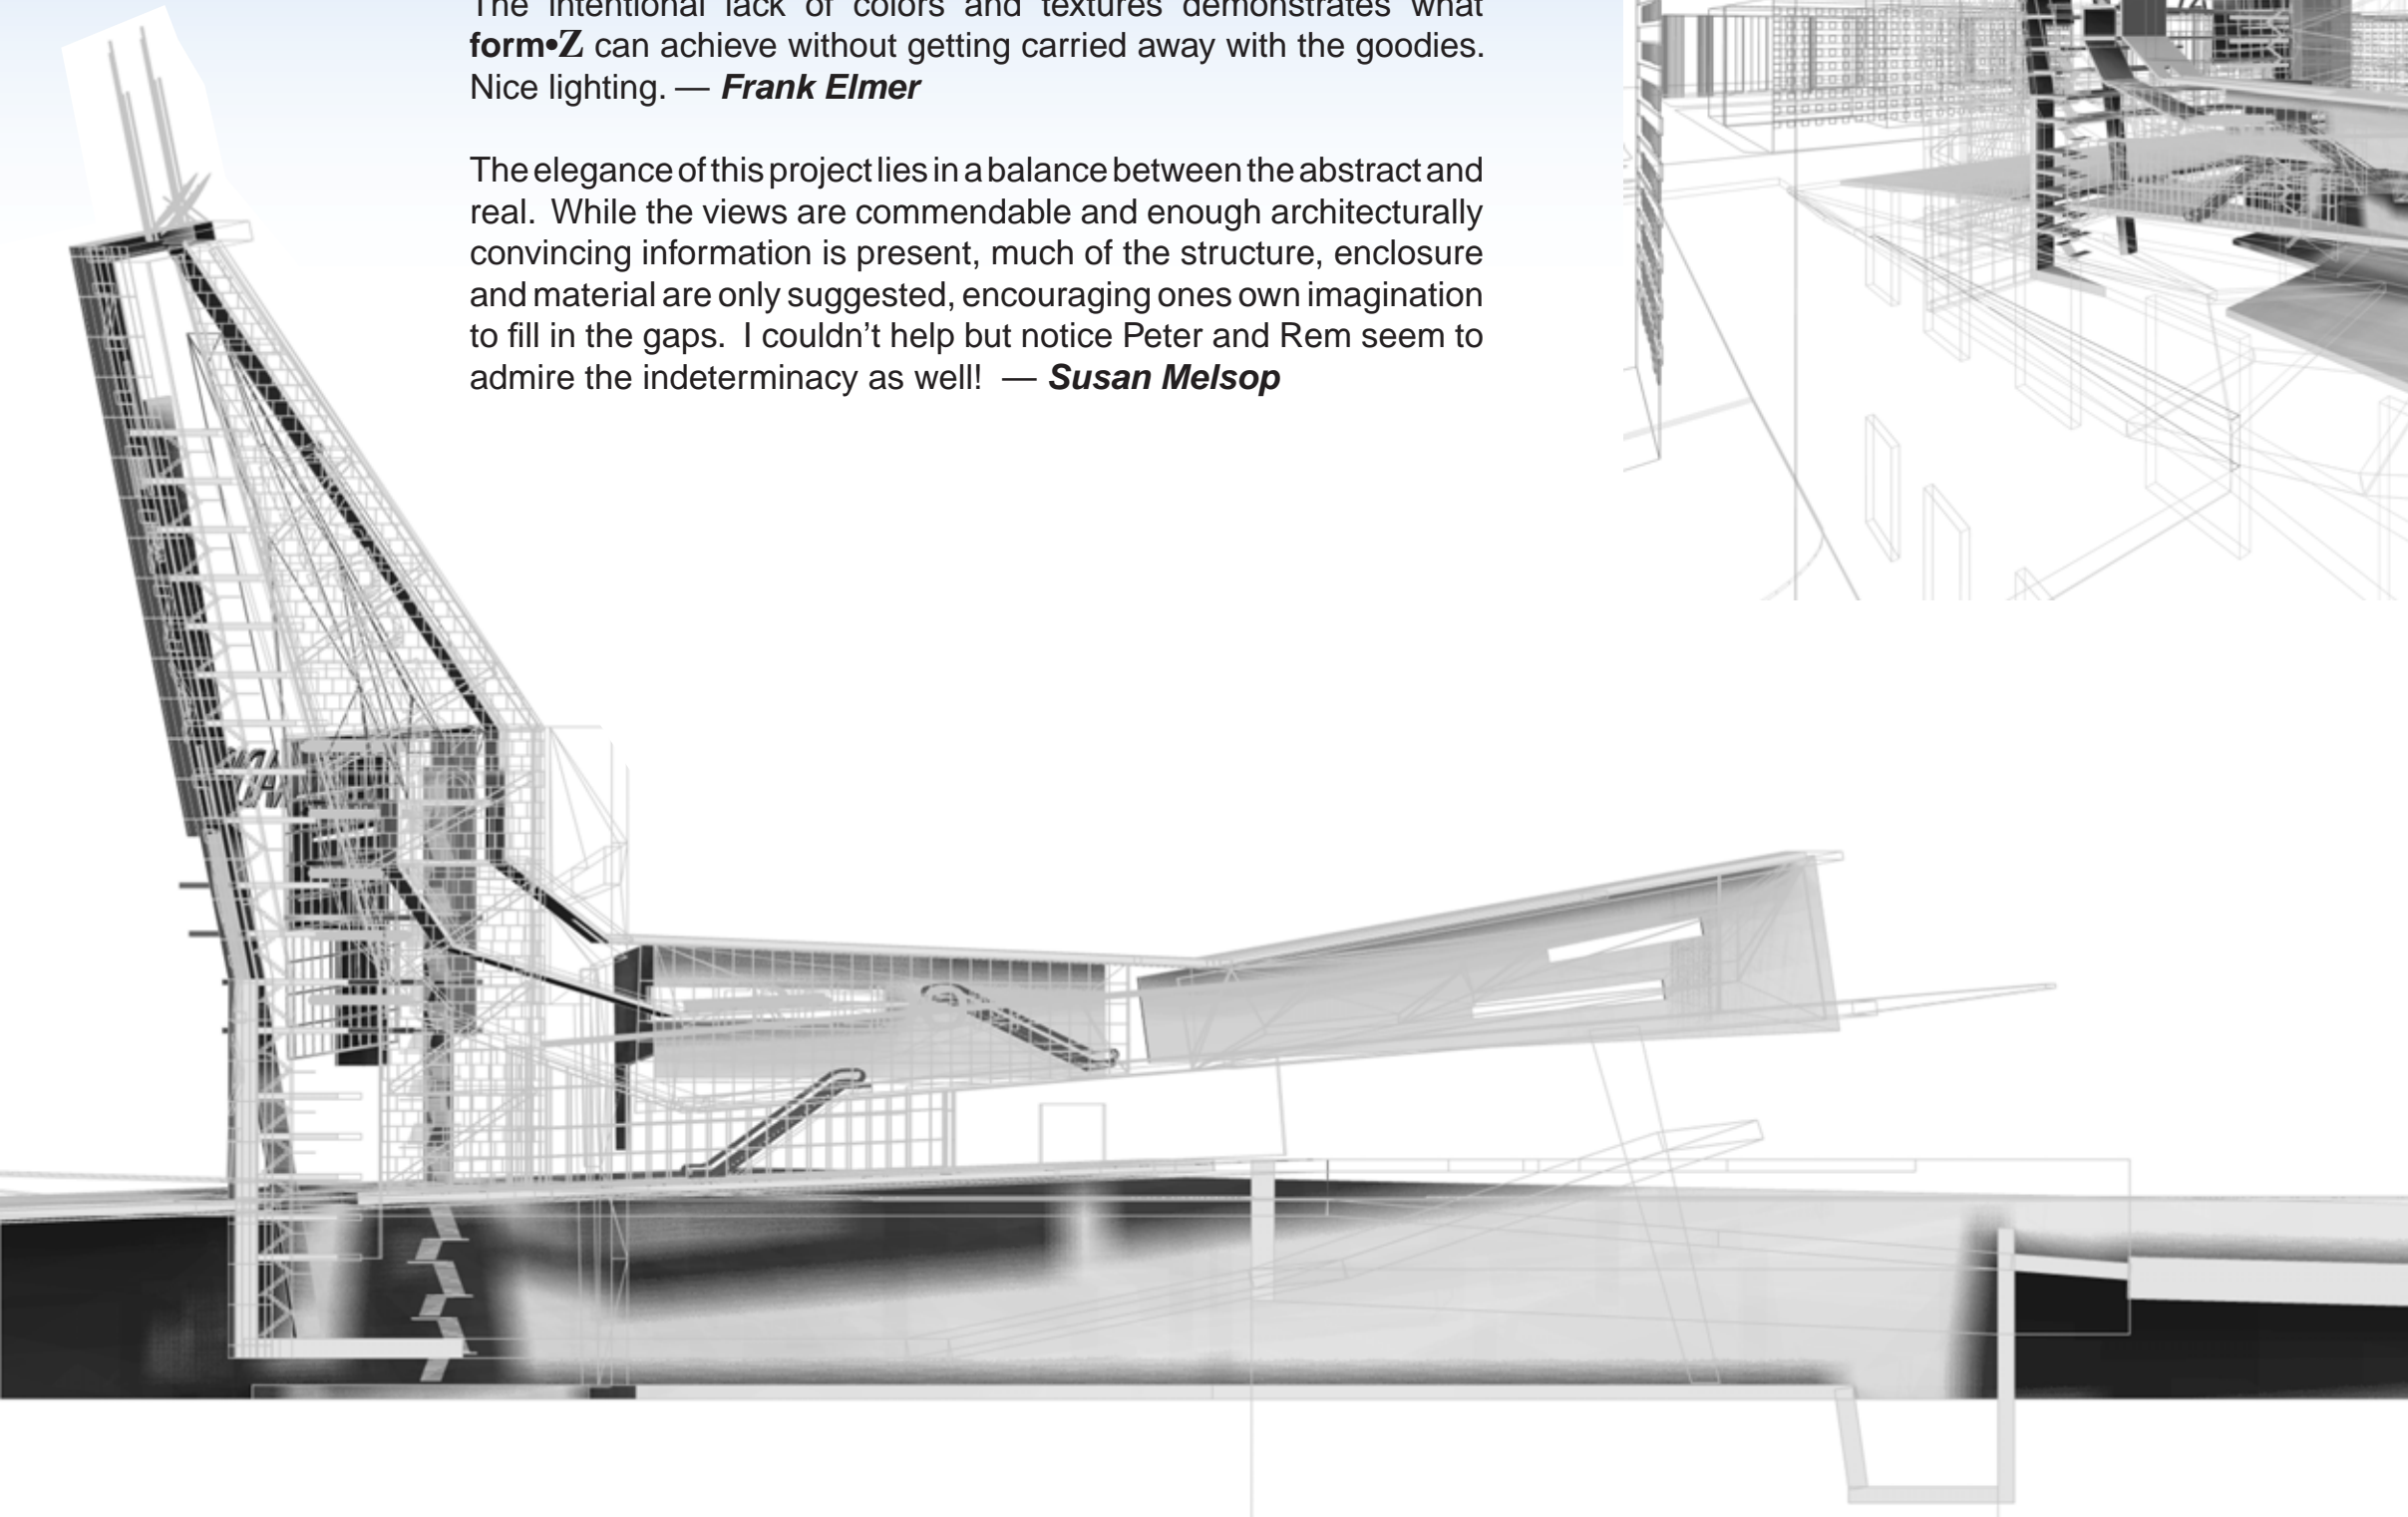 The intentional lack of colors and textures demonstrates what
form•Z can achieve without getting carried away with the goodies.
Nice lighting. — Frank Elmer
The elegance of this project lies in a balance between the abstract and
real. While the views are commendable and enough architecturally
convincing information is present, much of the structure, enclosure
and material are only suggested, encouraging ones own imagination
to fill in the gaps. I couldn’t help but notice Peter and Rem seem to
admire the indeterminacy as well! — Susan Melsop